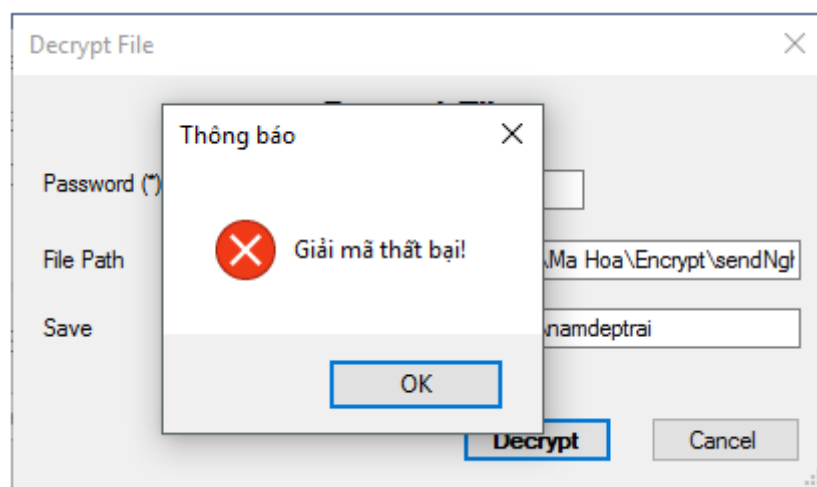 Decrypt File
Thông báo
Password (*)
Giải mã thất bại!
File Path
\Ma Hoa\Encrypt\sendNgh
Save
\namdeptrai
OK
Decrypt
Cancel